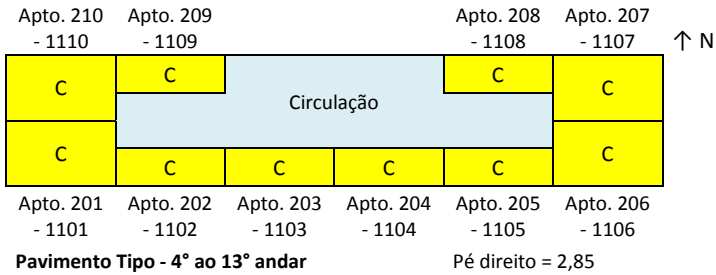 Apto. 210 Apto. 209 Apto. 208 Apto. 207
- 1110 - 1109 - 1108 - 1107 ↑ N
C C C C
Circulação
C C C C C C
Apto. 201 Apto. 202 Apto. 203 Apto. 204 Apto. 205 Apto. 206
- 1101 - 1102 - 1103 - 1104 - 1105 - 1106
Pavimento Tipo - 4° ao 13° andar Pé direito = 2,85